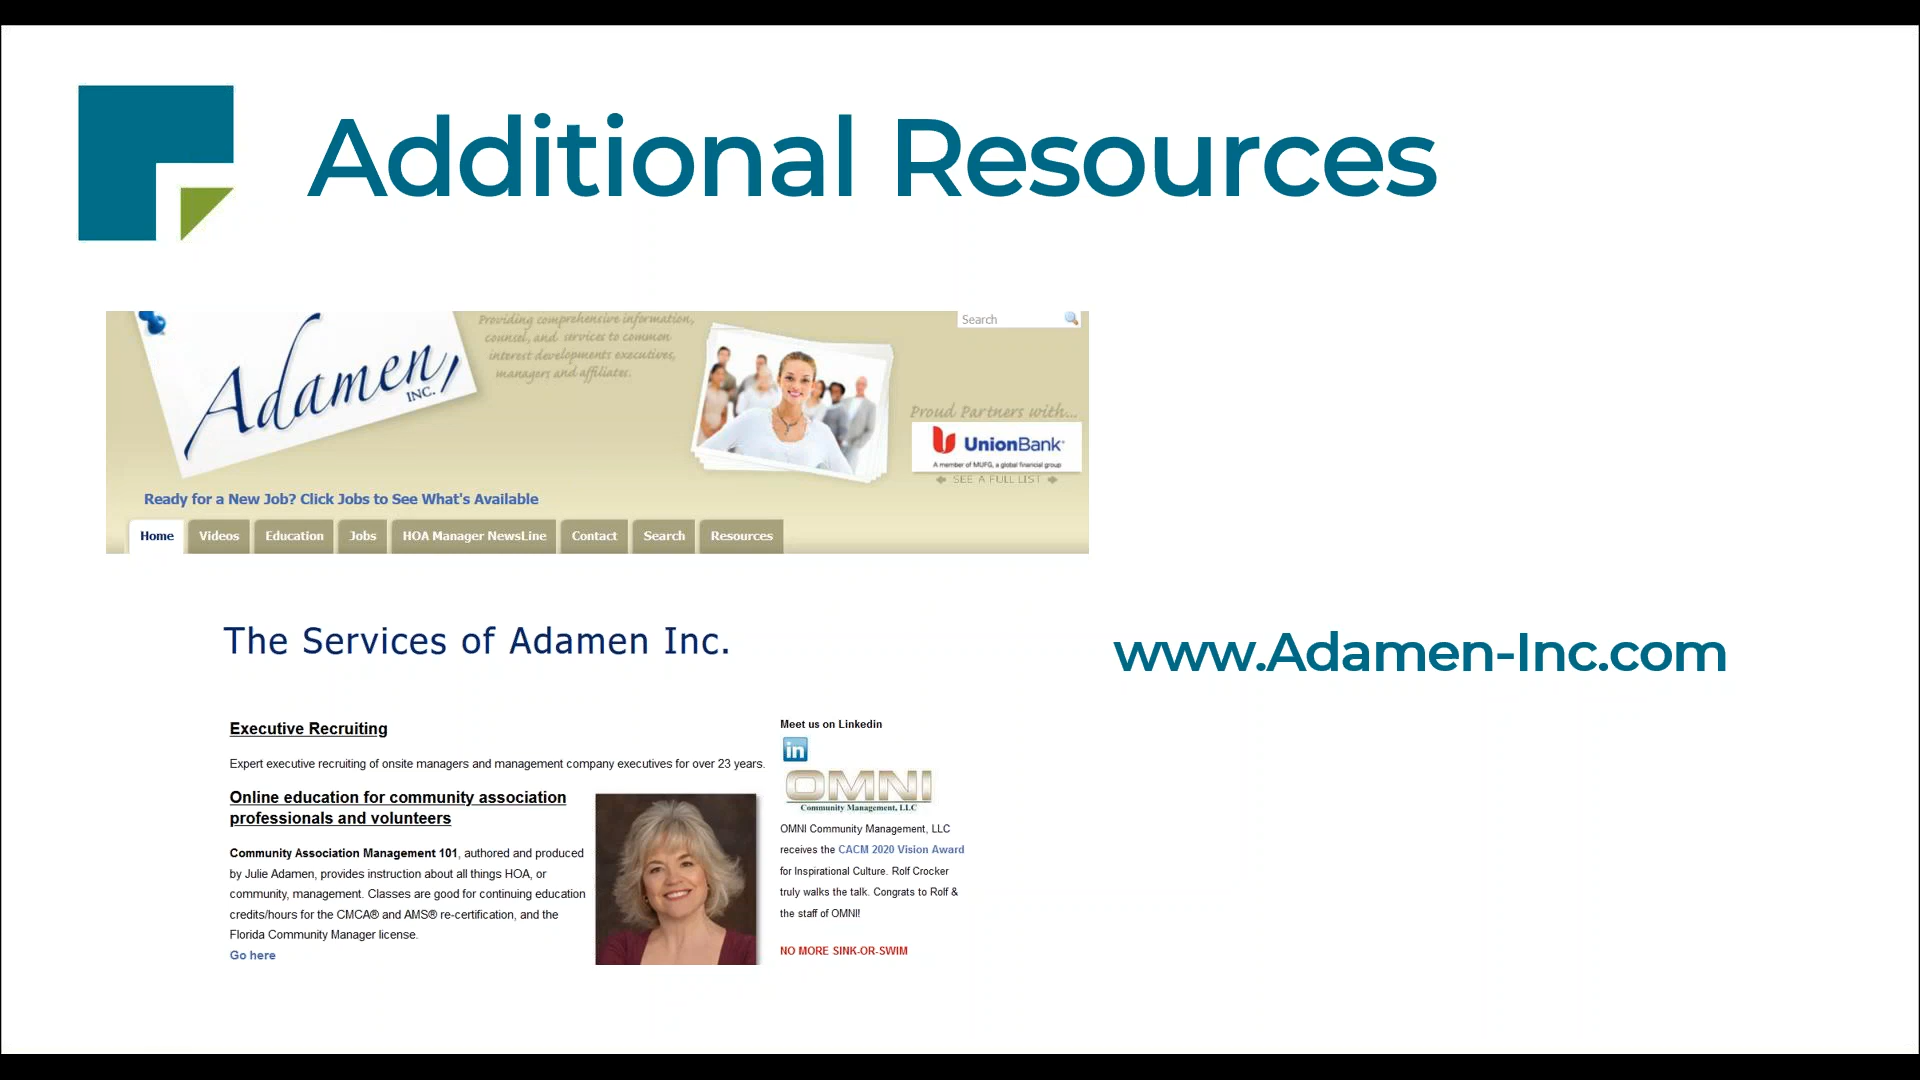 Additional Resources
Adamen,
INC.
Providing comprehensive information,
counsel, and services to common
interest developments executives,
managers and affiliates.
Search
Proud Partners with...
UnionBank®
A member of MUFG, a global financial group
SEE A FULL LIST
Ready for a New Job? Click Jobs to See What's Available
Home Videos Education Jobs HOA Manager NewsLine Contact Search Resources
The Services of Adamen Inc.
www.Adamen-Inc.com
Executive Recruiting
Expert executive recruiting of onsite managers and management company executives for over 23 years.
Online education for community association
professionals and volunteers
Community Association Management 101, authored and produced
by Julie Adamen, provides instruction about all things HOA, or
community, management. Classes are good for continuing education
credits/hours for the CMCA® and AMS® re-certification, and the
Florida Community Manager license.
Go here
Meet us on Linkedin
in
OMNI
Community Management, LLC
OMNI Community Management, LLC
receives the CACM 2020 Vision Award
for Inspirational Culture. Rolf Crocker
truly walks the talk. Congrats to Rolf &
the staff of OMNI!
NO MORE SINK-OR-SWIM